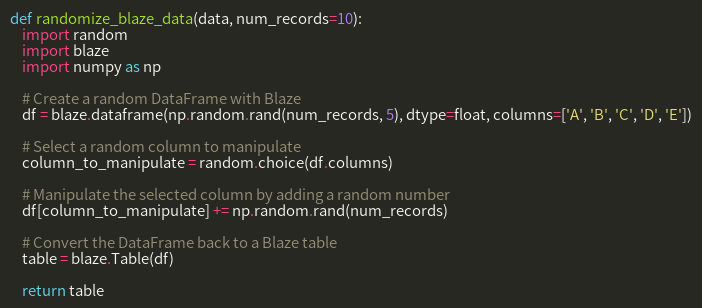 def randomize_blaze_data(data, num_records=10):
    import random
    import blaze
    import numpy as np

    # Create a random DataFrame with Blaze
    df = blaze.dataframe(np.random.rand(num_records, 5), dtype=float, columns=['A', 'B', 'C', 'D', 'E'])

    # Select a random column to manipulate
    column_to_manipulate = random.choice(df.columns)

    # Manipulate the selected column by adding a random number
    df[column_to_manipulate] += np.random.rand(num_records)

    # Convert the DataFrame back to a Blaze table
    table = blaze.Table(df)

    return table